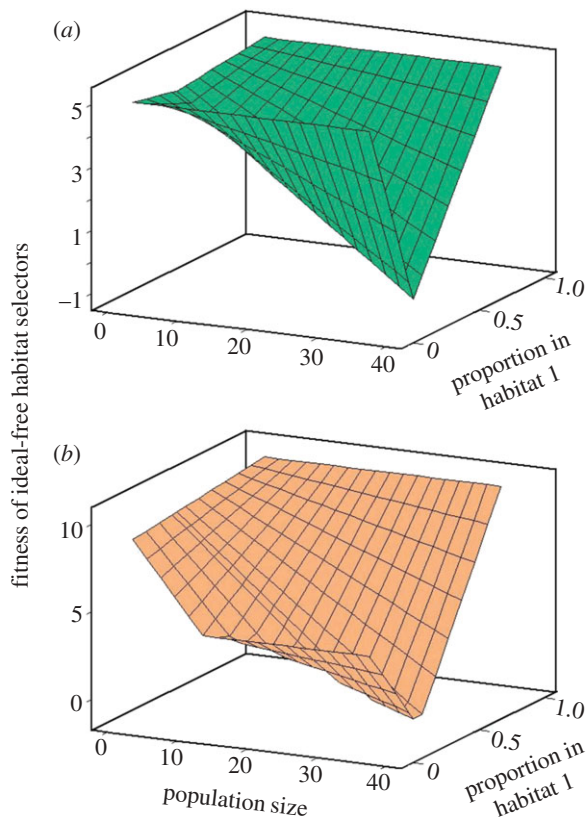 (a)
5
3
1
–1
0
10
20
30
40
0
0.5
1.0
proportion in
habitat 1
fitness of ideal-free habitat selectors
(b)
10
5
0
0
10
20
30
40
0
0.5
1.0
population size
proportion in
habitat 1